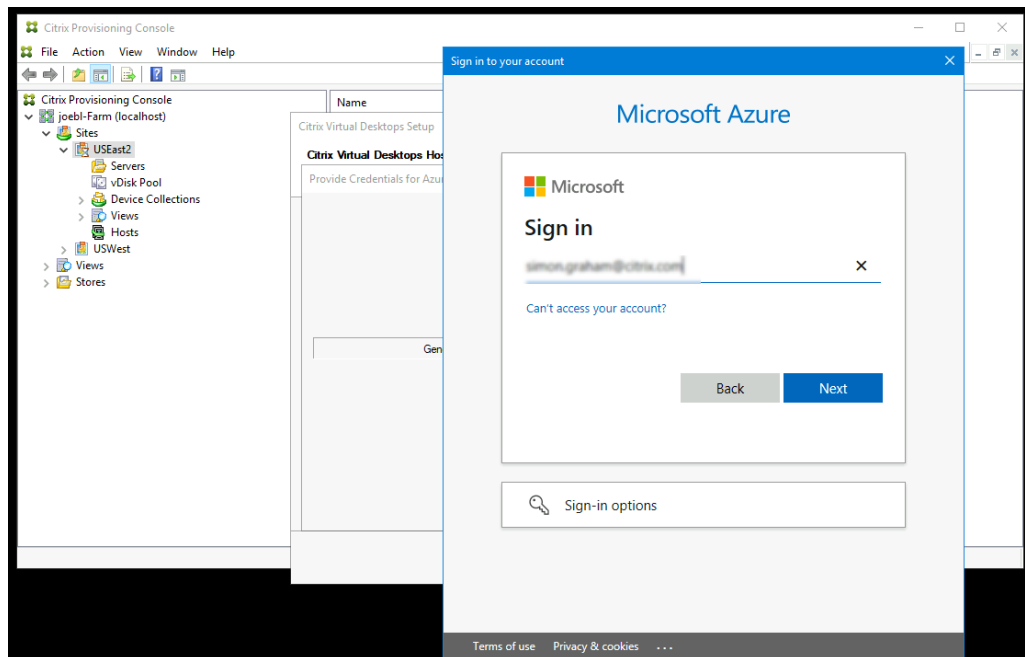 Citrix Provisioning Console
File Action View Window Help
Citrix Provisioning Console
joebl-Farm (localhost)
Sites
USEast2
Servers
vDisk Pool
Device Collections
Views
Hosts
USWest
Views
Stores
Name
Citrix Virtual Desktops Setup
Citrix Virtual Desktops Hos
Provide Credentials for Azu
Gen
Sign in to your account
Microsoft Azure
Microsoft
Sign in
Can't access your account?
Back Next
Sign-in options
Terms of use Privacy & cookies ...